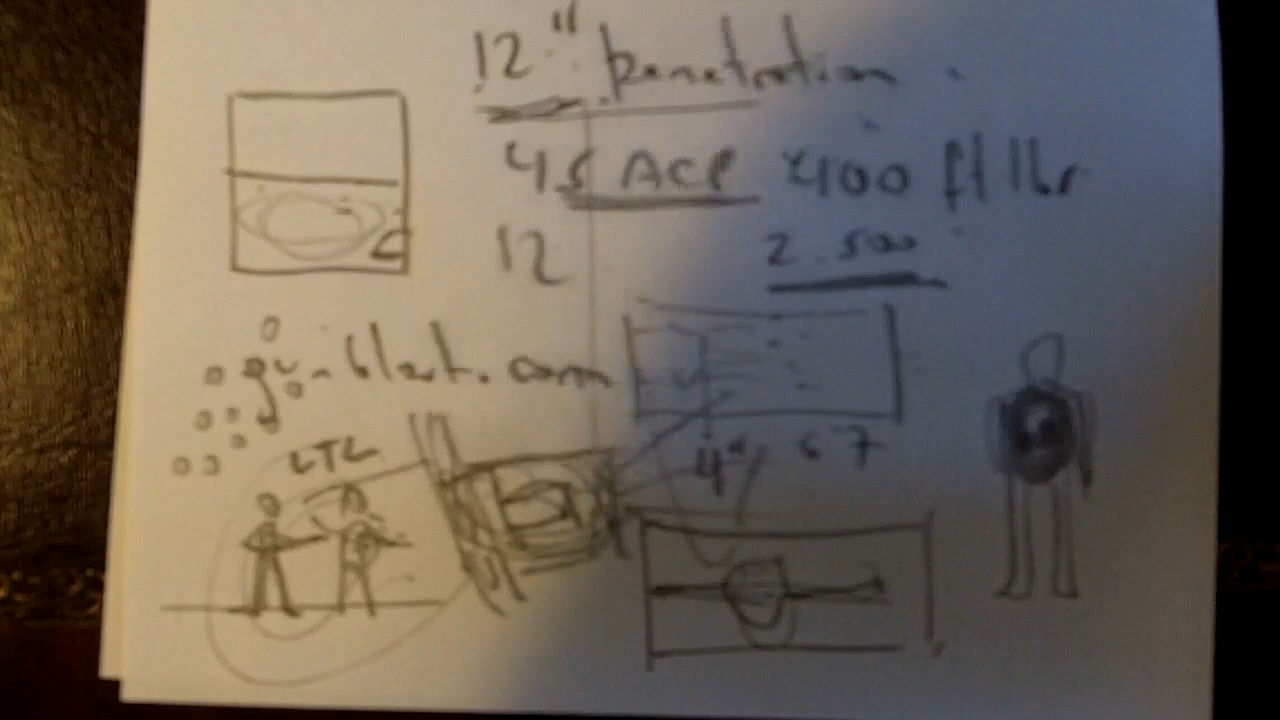 12" penetration.
45 ACP 400 ft lbs
12 2.500
gunblast.com
4" 6 7
LTL
C